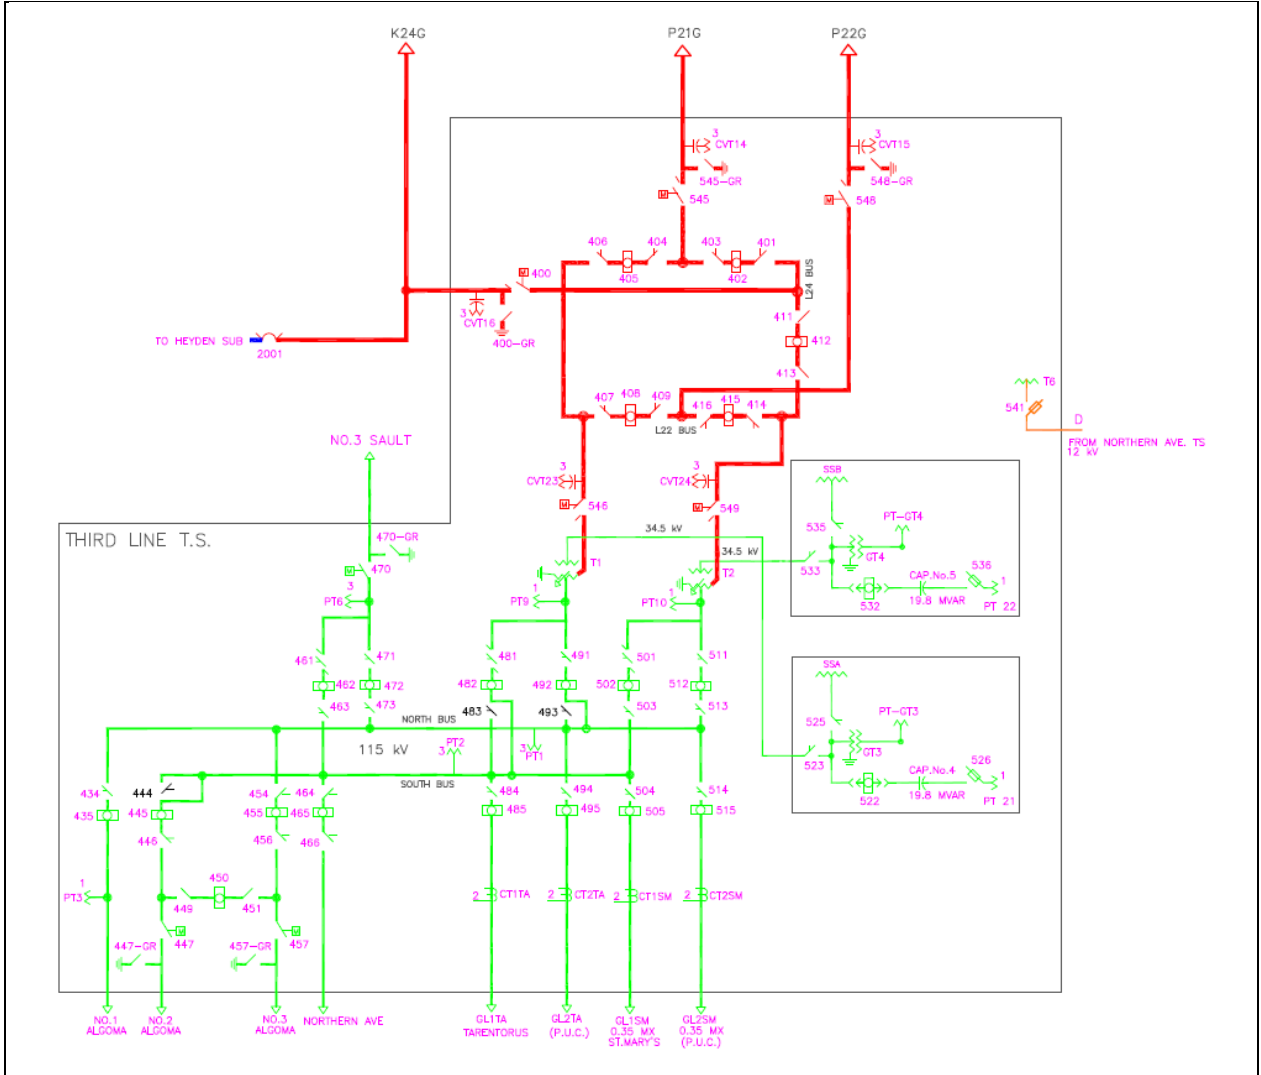 K24G
P21G
P22G
3
CVT14
3
CVT15
545-GR
548-GR
M
545
M
548
406
404
403
401
405
402
L24 BUS
M
400
3
CVT16
400-GR
411
412
413
TO HEYDEN SUB
2001
407
408
409
416
415
414
L22 BUS
T6
541
D
FROM NORTHERN AVE. TS
12 kV
NO.3 SAULT
3
CVT23
3
CVT24
M
546
M
549
THIRD LINE T.S.
470-GR
M
470
3
PT6
34.5 kV
34.5 kV
T1
T2
1
PT9
1
PT10
SSB
535
PT-GT4
GT4
533
CAP.No.5
19.8 MVAR
532
536
1
PT 22
461
471
481
491
501
511
462
472
482
492
502
512
463
473
483
493
503
513
SSA
525
PT-GT3
GT3
523
CAP.No.4
19.8 MVAR
522
526
1
PT 21
NORTH BUS
115 kV
PT2
3
3
PT1
SOUTH BUS
434
444
454
464
484
494
504
514
435
445
455
465
485
495
505
515
446
456
466
1
PT3
450
449
451
2
CT1TA
2
CT2TA
2
CT1SM
2
CT2SM
M
447
M
457
447-GR
457-GR
NO.1
ALGOMA
NO.2
ALGOMA
NO.3
ALGOMA
NORTHERN AVE
GL1TA
TARENTORUS
GL2TA
(P.U.C.)
GL1SM
0.35 MX
ST.MARY'S
GL2SM
0.35 MX
(P.U.C.)